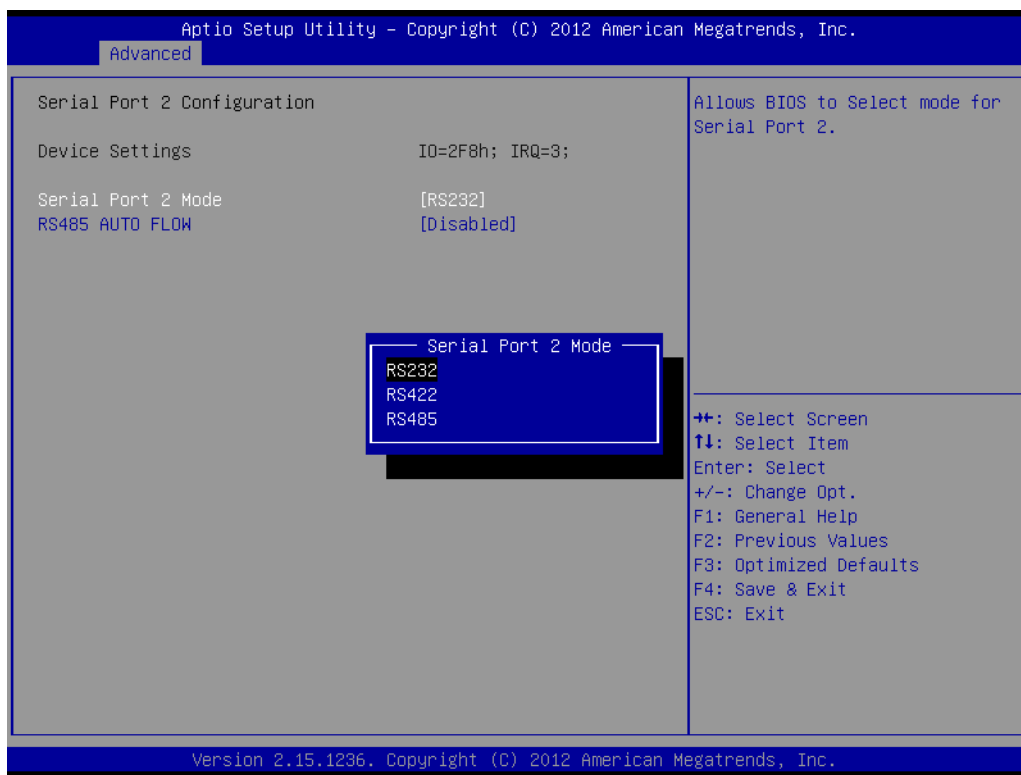 Aptio Setup Utility – Copyright (C) 2012 American Megatrends, Inc.
Advanced
Serial Port 2 Configuration
Device Settings IO=2F8h; IRQ=3;
Serial Port 2 Mode [RS232]
RS485 AUTO FLOW [Disabled]
Serial Port 2 Mode
RS232
RS422
RS485
Allows BIOS to Select mode for
Serial Port 2.
→←: Select Screen
↑↓: Select Item
Enter: Select
+/-: Change Opt.
F1: General Help
F2: Previous Values
F3: Optimized Defaults
F4: Save & Exit
ESC: Exit
Version 2.15.1236. Copyright (C) 2012 American Megatrends, Inc.